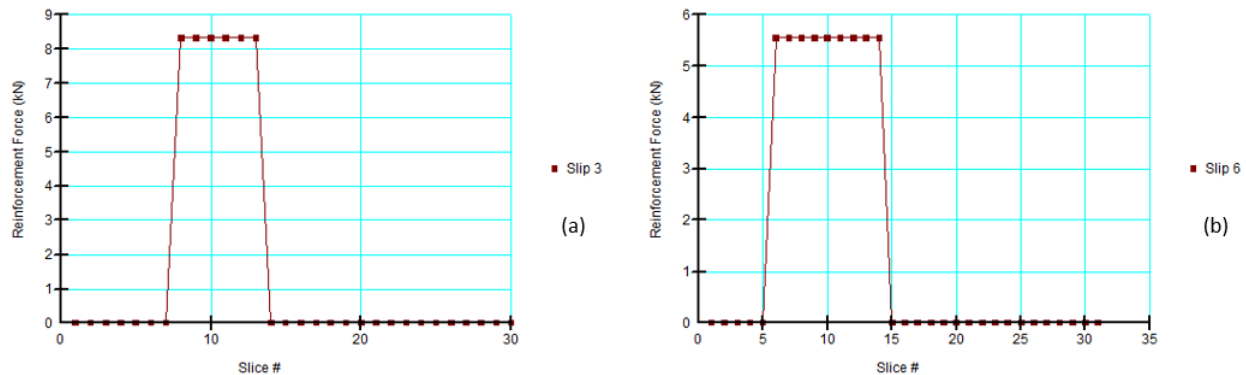 9
8
7
6
5
4
3
2
1
0
Reinforcement Force (kN)
0 10 20 30
Slice #
Slip 3
(a)
6
5
4
3
2
1
0
Reinforcement Force (kN)
0 5 10 15 20 25 30 35
Slice #
Slip 6
(b)